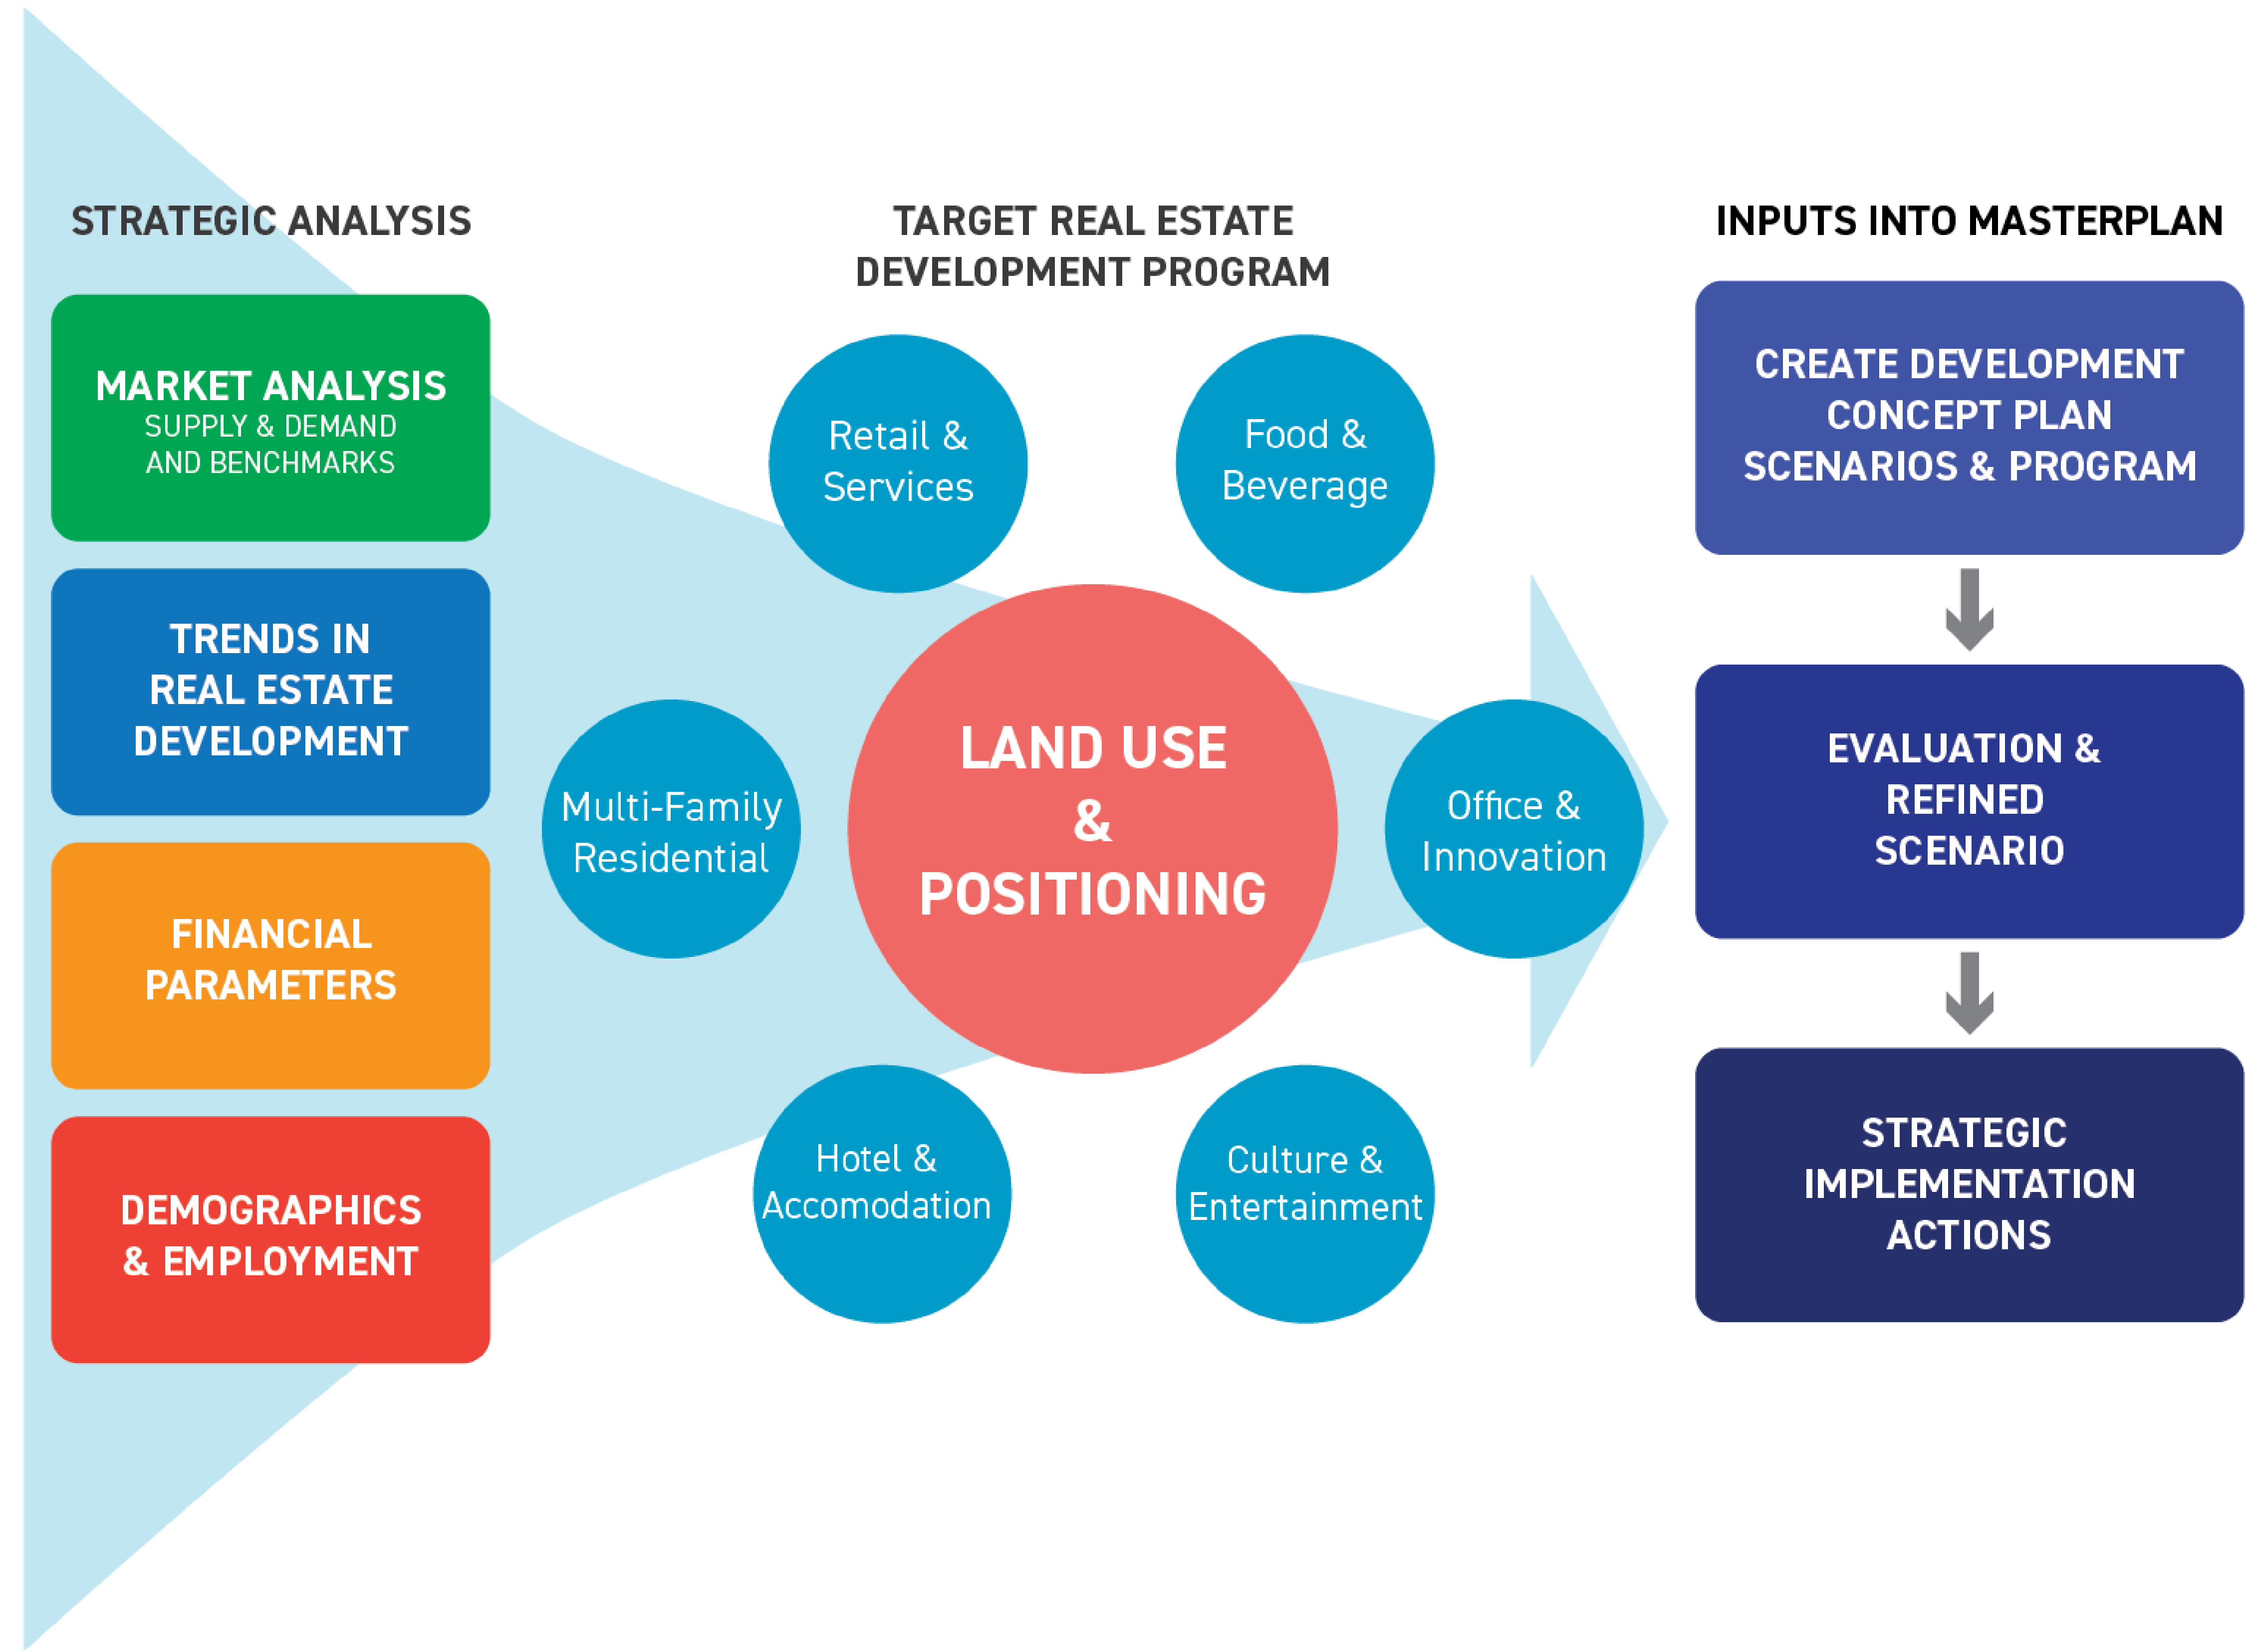 STRATEGIC ANALYSIS
MARKET ANALYSIS
SUPPLY & DEMAND
AND BENCHMARKS
TRENDS IN
REAL ESTATE
DEVELOPMENT
FINANCIAL
PARAMETERS
DEMOGRAPHICS
& EMPLOYMENT
TARGET REAL ESTATE
DEVELOPMENT PROGRAM
Retail &
Services
Food &
Beverage
Multi-Family
Residential
LAND USE
&
POSITIONING
Office &
Innovation
Hotel &
Accomodation
Culture &
Entertainment
INPUTS INTO MASTERPLAN
CREATE DEVELOPMENT
CONCEPT PLAN
SCENARIOS & PROGRAM
EVALUATION &
REFINED
SCENARIO
STRATEGIC
IMPLEMENTATION
ACTIONS